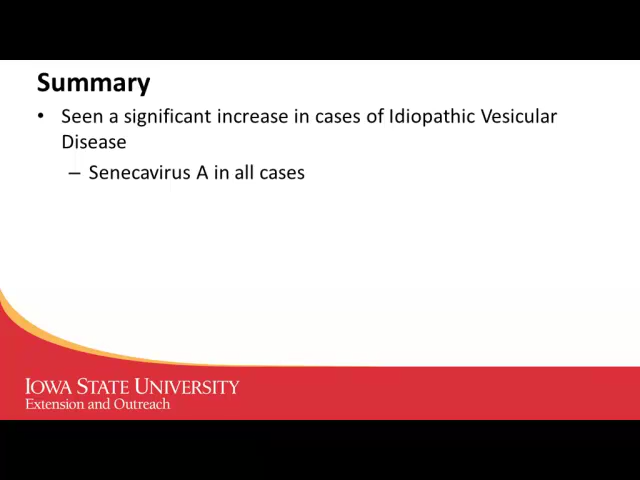 Summary
• Seen a significant increase in cases of Idiopathic Vesicular
Disease
– Senecavirus A in all cases
IOWA STATE UNIVERSITY
Extension and Outreach